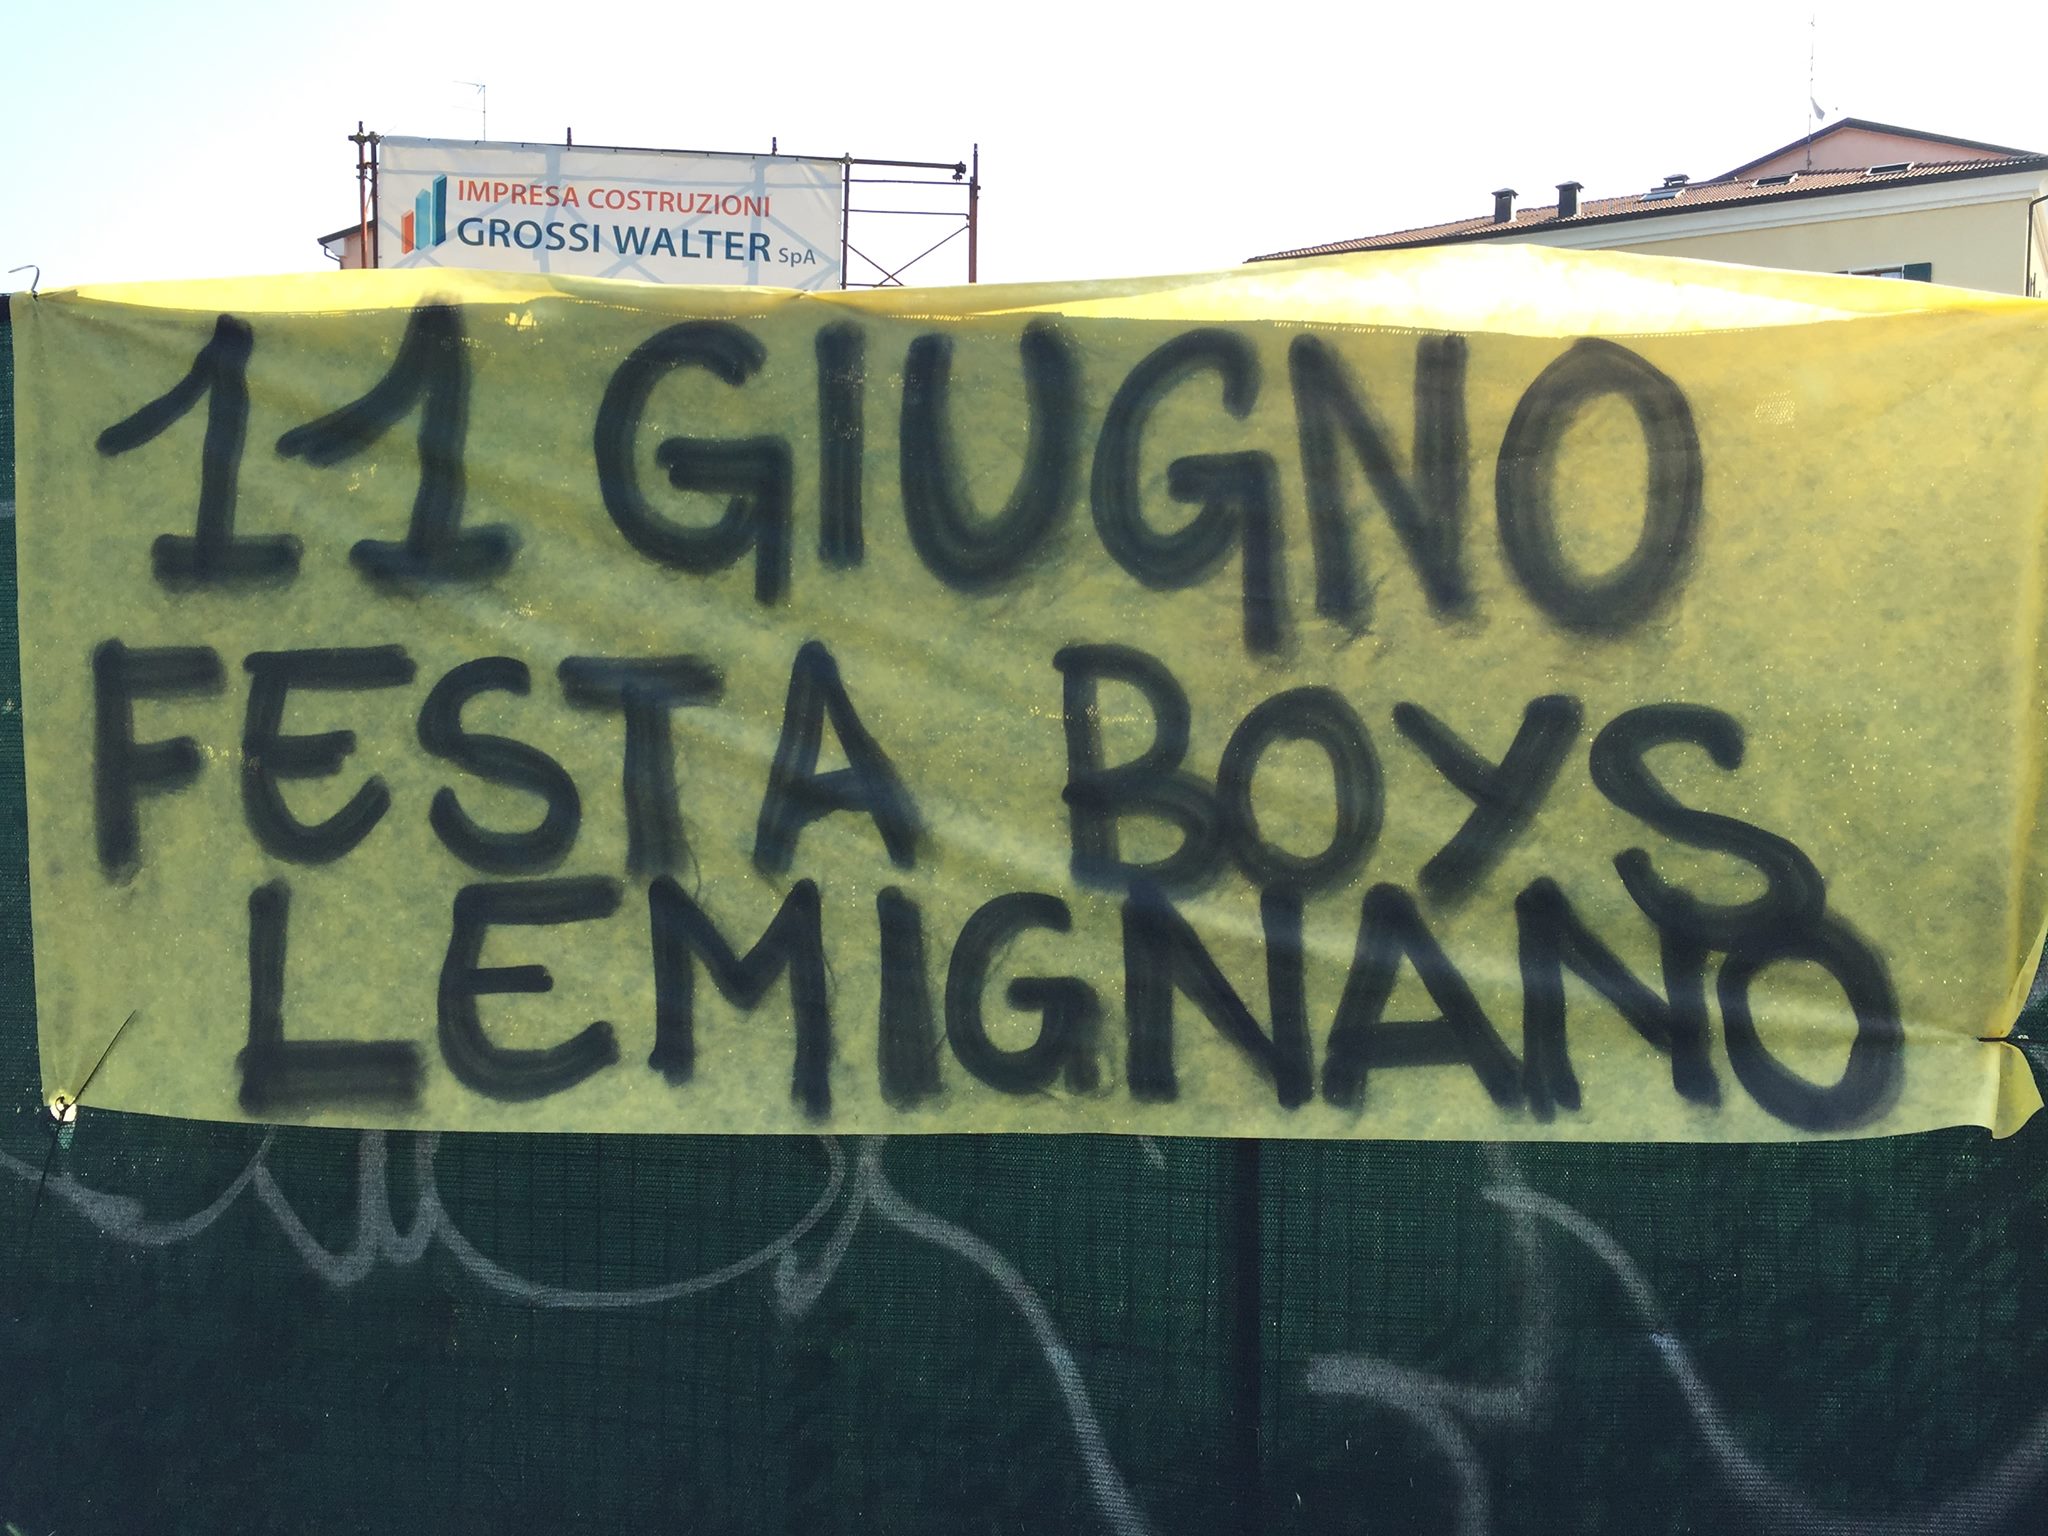 IMPRESA COSTRUZIONI
GROSSI WALTER SpA
11 GIUGNO
FESTA BOYS
LEMIGNANO